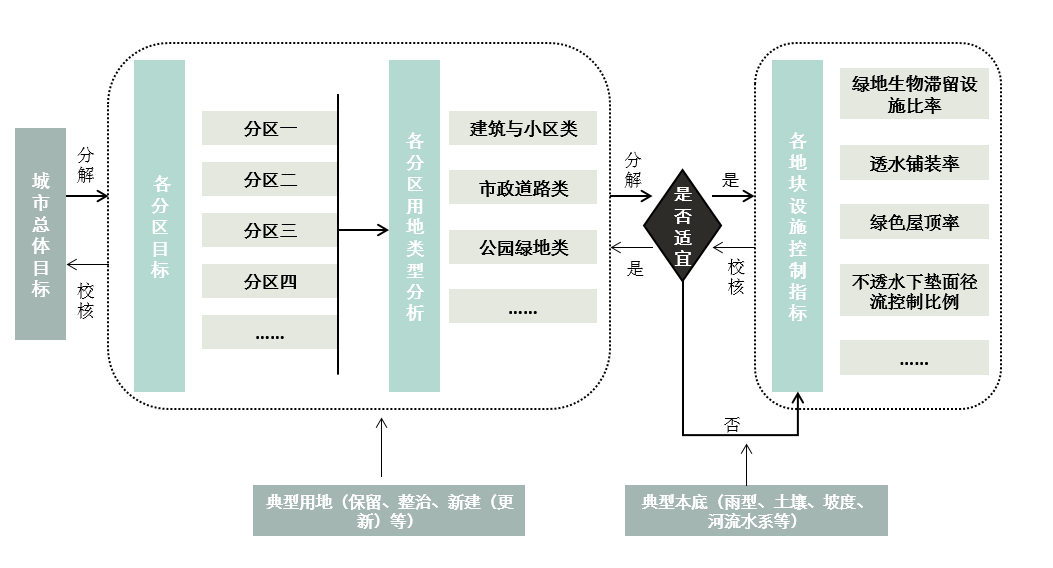 城市总体目标
分解
校核
各分区目标
分区一
分区二
分区三
分区四
……
各分区用地类型分析
建筑与小区类
市政道路类
公园绿地类
……
分解
是
是否适宜
是
校核
否
各地块设施控制指标
绿地生物滞留设
施比率
透水铺装率
绿色屋顶率
不透水下垫面径
流控制比例
……
典型用地（保留、整治、新建（更
新）等）
典型本底（雨型、土壤、坡度、
河流水系等）